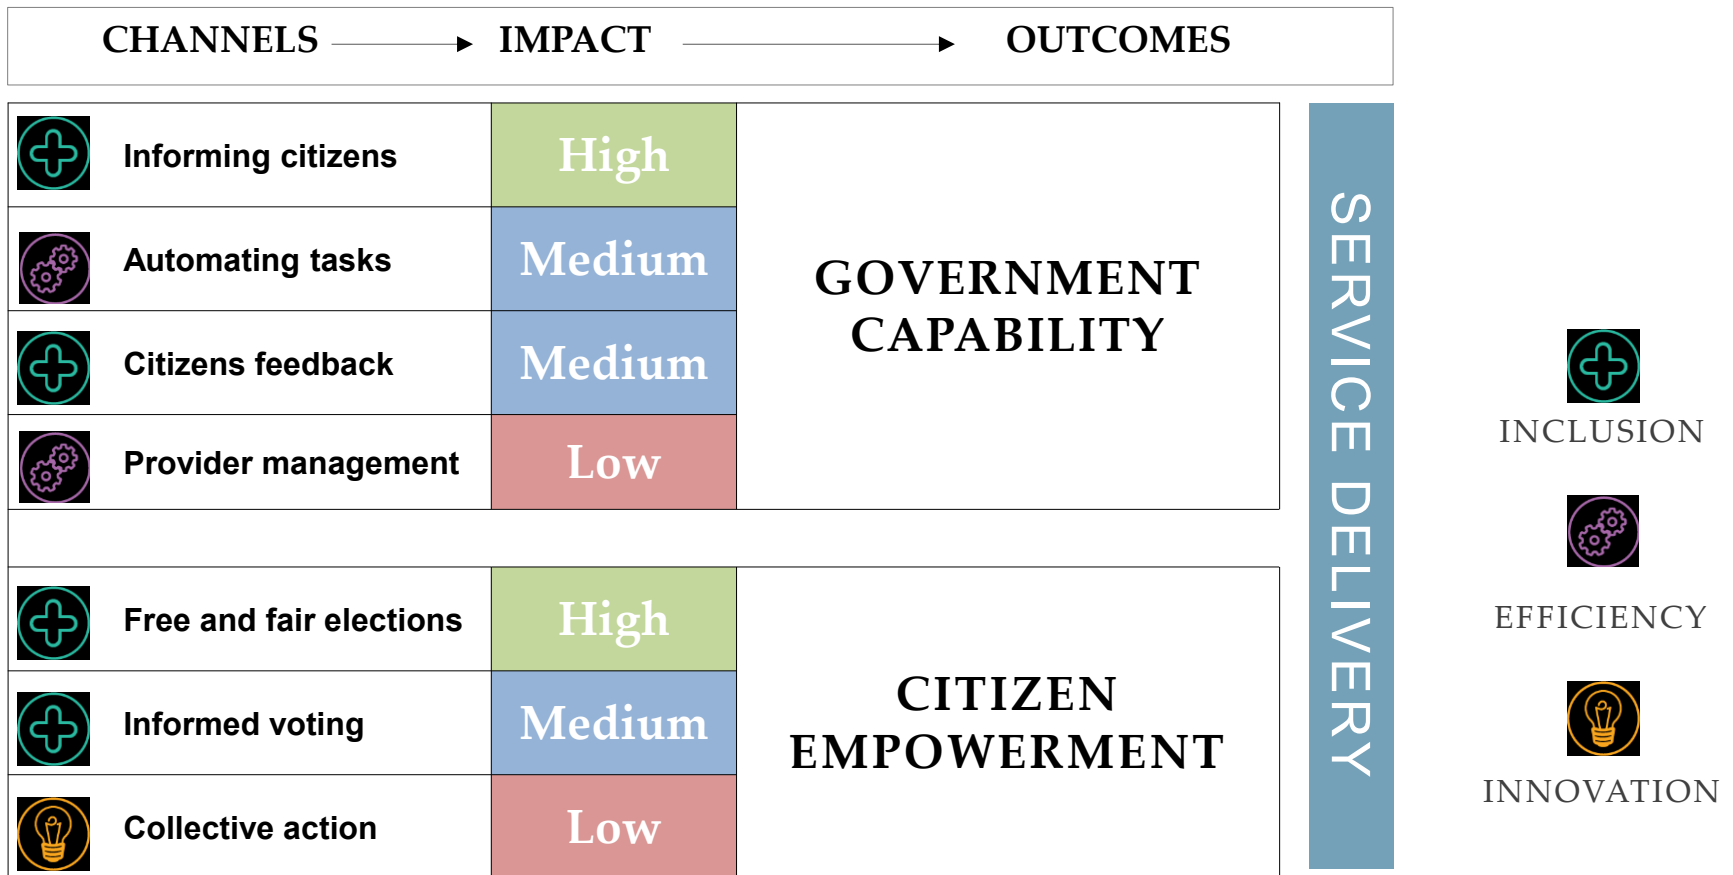 CHANNELS IMPACT OUTCOMES
Informing citizens High
Automating tasks Medium
Citizens feedback Medium
Provider management Low
GOVERNMENT
CAPABILITY
Free and fair elections High
Informed voting Medium
Collective action Low
CITIZEN
EMPOWERMENT
SERVICE DELIVERY
INCLUSION
EFFICIENCY
INNOVATION